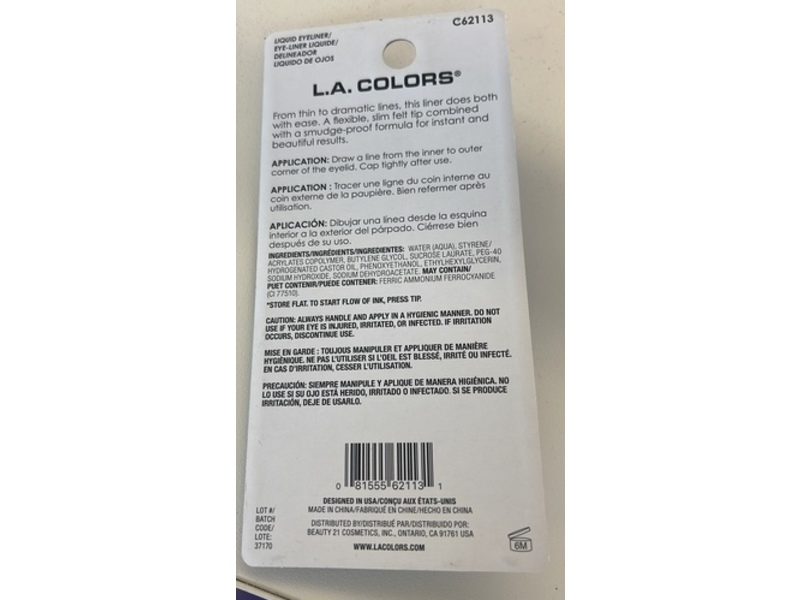 C62113
LIQUID EYELINER/
EYE-LINER LIQUIDE/
DELINEADOR
LIQUIDO DE OJOS
L.A. COLORS®
From thin to dramatic lines, this liner does both
with ease. A flexible, slim felt tip combined
with a smudge-proof formula for instant and
beautiful results.
APPLICATION: Draw a line from the inner to outer
corner of the eyelid. Cap tightly after use.
APPLICATION : Tracer une ligne du coin interne au
coin externe de la paupière. Bien refermer après
utilisation.
APLICACIÓN: Dibujar una línea desde la esquina
interior a la exterior del párpado. Ciérrese bien
después de su uso.
INGREDIENTS/INGRÉDIENTS/INGREDIENTES: WATER (AQUA), STYRENE/
ACRYLATES COPOLYMER, BUTYLENE GLYCOL, SUCROSE LAURATE, PEG-40
HYDROGENATED CASTOR OIL, PHENOXYETHANOL, ETHYLHEXYLGLYCERIN,
SODIUM HYDROXIDE, SODIUM DEHYDROACETATE. MAY CONTAIN/
PUET CONTENIR/PUEDE CONTENER: FERRIC AMMONIUM FERROCYANIDE
(CI 77510).
*STORE FLAT. TO START FLOW OF INK, PRESS TIP.
CAUTION: ALWAYS HANDLE AND APPLY IN A HYGIENIC MANNER. DO NOT
USE IF YOUR EYE IS INJURED, IRRITATED, OR INFECTED. IF IRRITATION
OCCURS, DISCONTINUE USE.
MISE EN GARDE : TOUJOURS MANIPULER ET APPLIQUER DE MANIÈRE
HYGIÉNIQUE. NE PAS L'UTILISER SI L'OEIL EST BLESSÉ, IRRITÉ OU INFECTÉ.
EN CAS D'IRRITATION, CESSER L'UTILISATION.
PRECAUCIÓN: SIEMPRE MANIPULE Y APLIQUE DE MANERA HIGIÉNICA. NO
LO USE SI SU OJO ESTÁ HERIDO, IRRITADO O INFECTADO. SI SE PRODUCE
IRRITACIÓN, DEJE DE USARLO.
0 81555 62113 1
DESIGNED IN USA/CONÇU AUX ÉTATS-UNIS
MADE IN CHINA/FABRIQUÉ EN CHINE/HECHO EN CHINA
DISTRIBUTED BY/DISTRIBUÉ PAR/DISTRIBUIDO POR:
BEAUTY 21 COSMETICS, INC., ONTARIO, CA 91761 USA
WWW.LACOLORS.COM
LOT #/
BATCH
CODE/
LOTE:
37170
6M